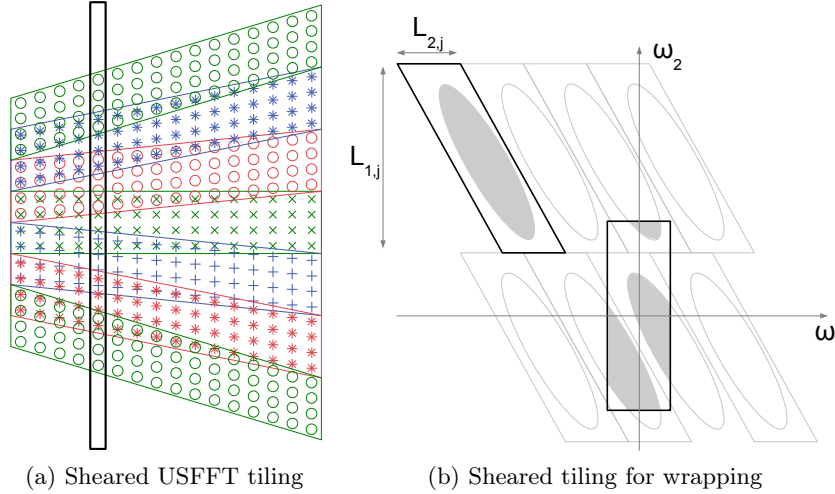 L2,j
ω2
L1,j
ω
(a) Sheared USFFT tiling
(b) Sheared tiling for wrapping